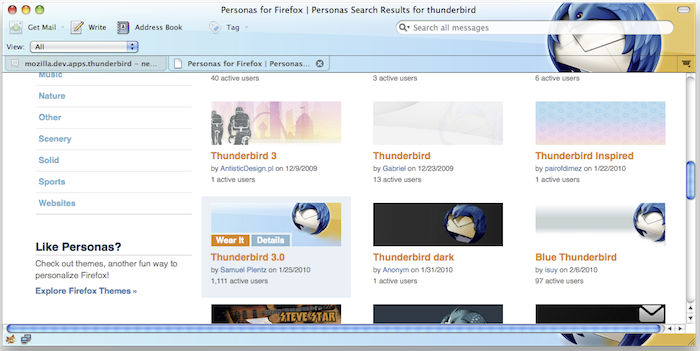 Personas for Firefox | Personas Search Results for thunderbird
Get Mail
Write
Address Book
Tag
Search all messages
View: All
mozilla.dev.apps.thunderbird – ne...
Personas for Firefox | Personas...
Music
Nature
Other
Scenery
Solid
Sports
Websites
Like Personas?
Check out themes, another fun way to
personalize Firefox!
Explore Firefox Themes »
40 active users
3 active users
6 active users
Thunderbird 3
by AntisticDesign.pl on 12/9/2009
1 active users
Thunderbird
by Gabriel on 12/23/2009
13 active users
Thunderbird Inspired
by pairofdimez on 1/22/2010
1 active users
Wear It
Details
Thunderbird 3.0
by Samuel Plentz on 1/25/2010
1,111 active users
Thunderbird dark
by Anonym on 1/31/2010
1 active users
Blue Thunderbird
by isuy on 2/6/2010
97 active users
STEVE STAR